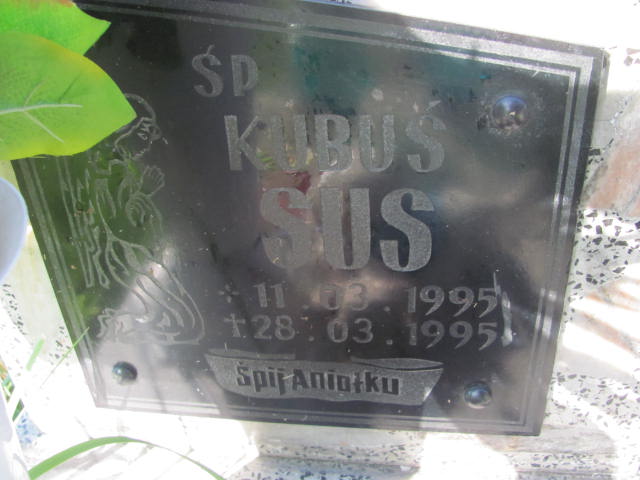 ŚP
KUBUŚ
SUS
+ 11.03.1995
+ 28.03.1995
Śpij Aniołku